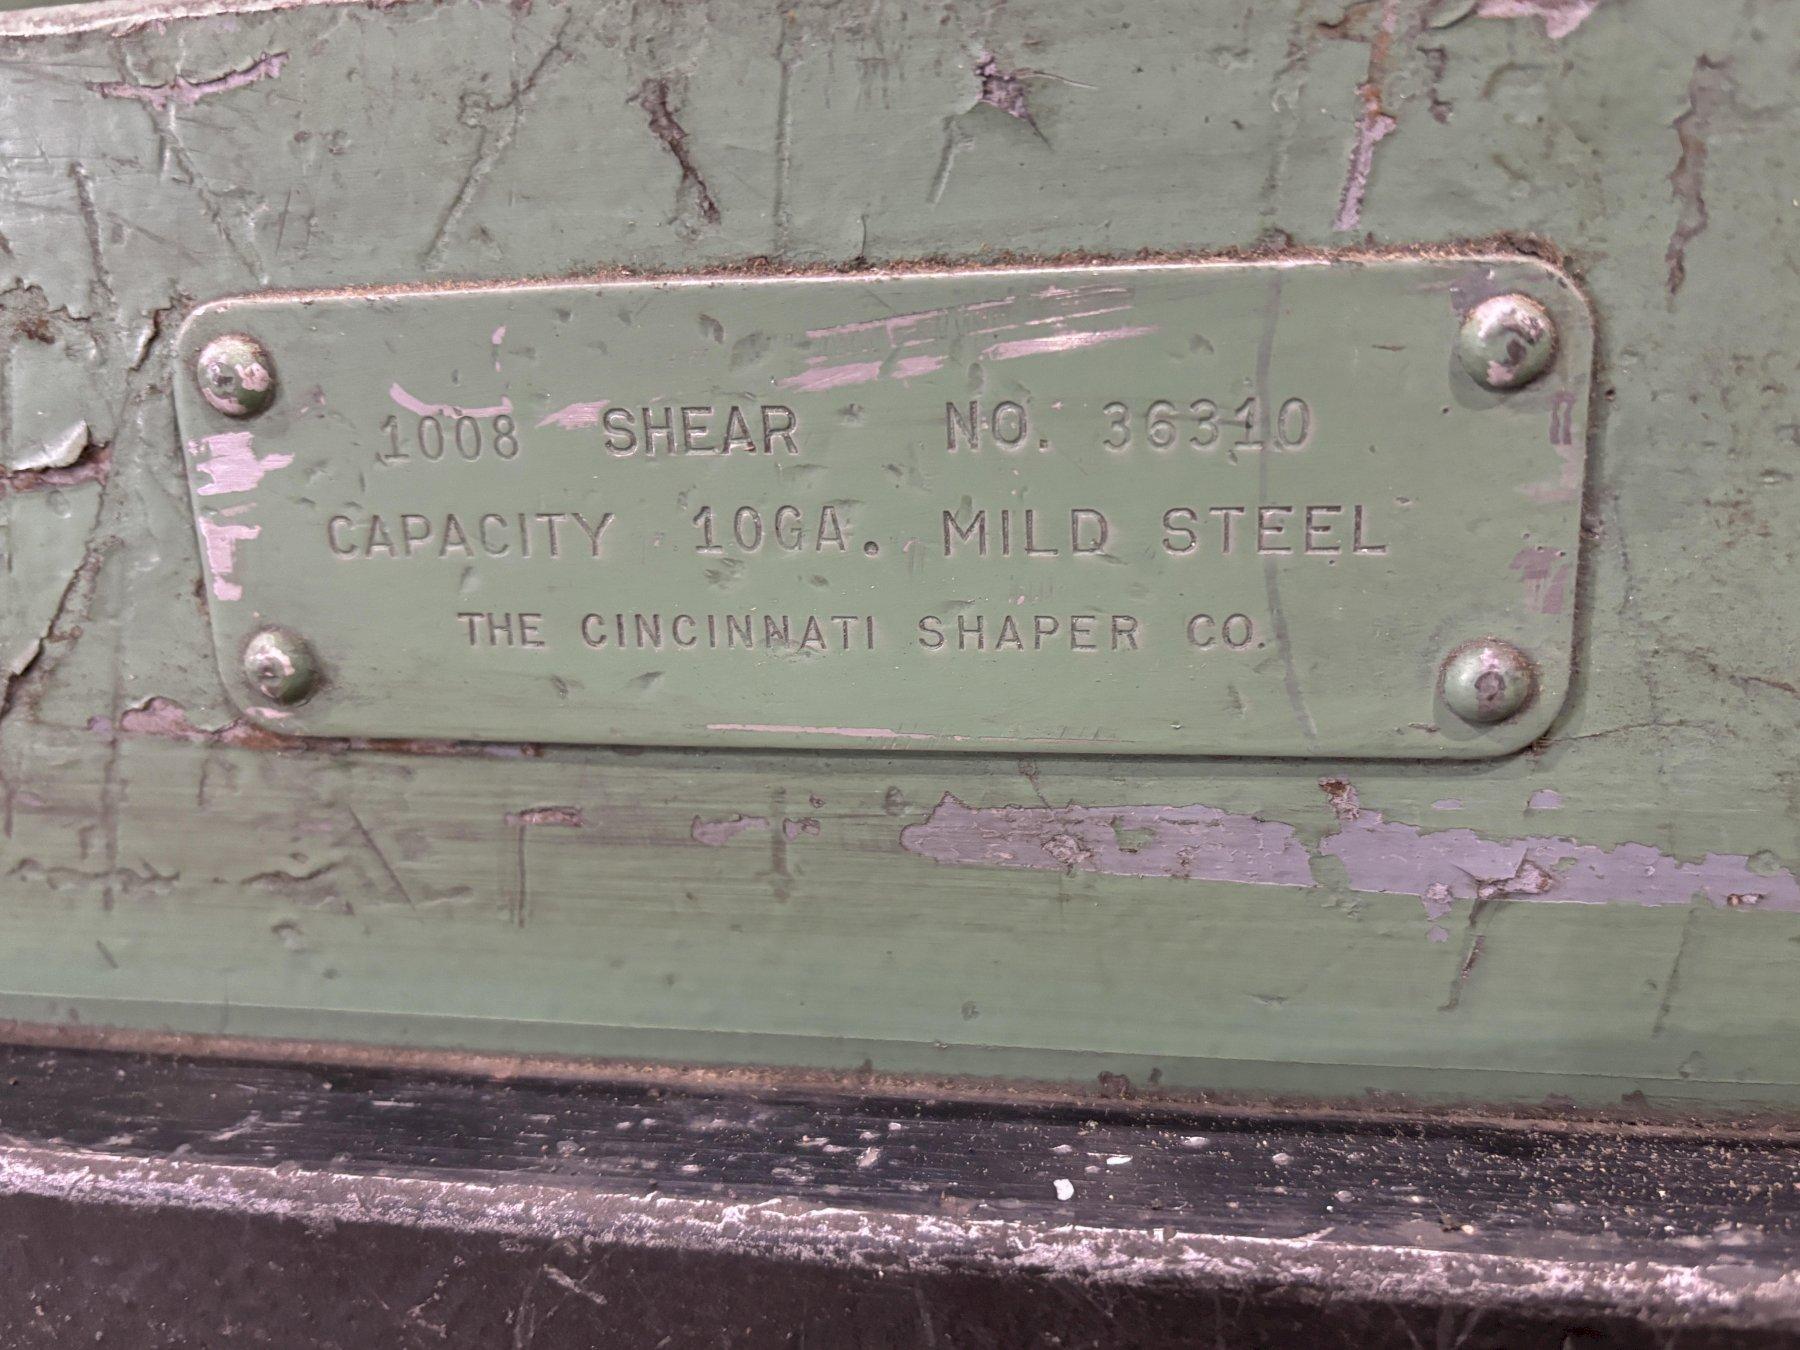 1008 SHEAR NO. 36310
CAPACITY 10GA. MILD STEEL
THE CINCINNATI SHAPER CO.